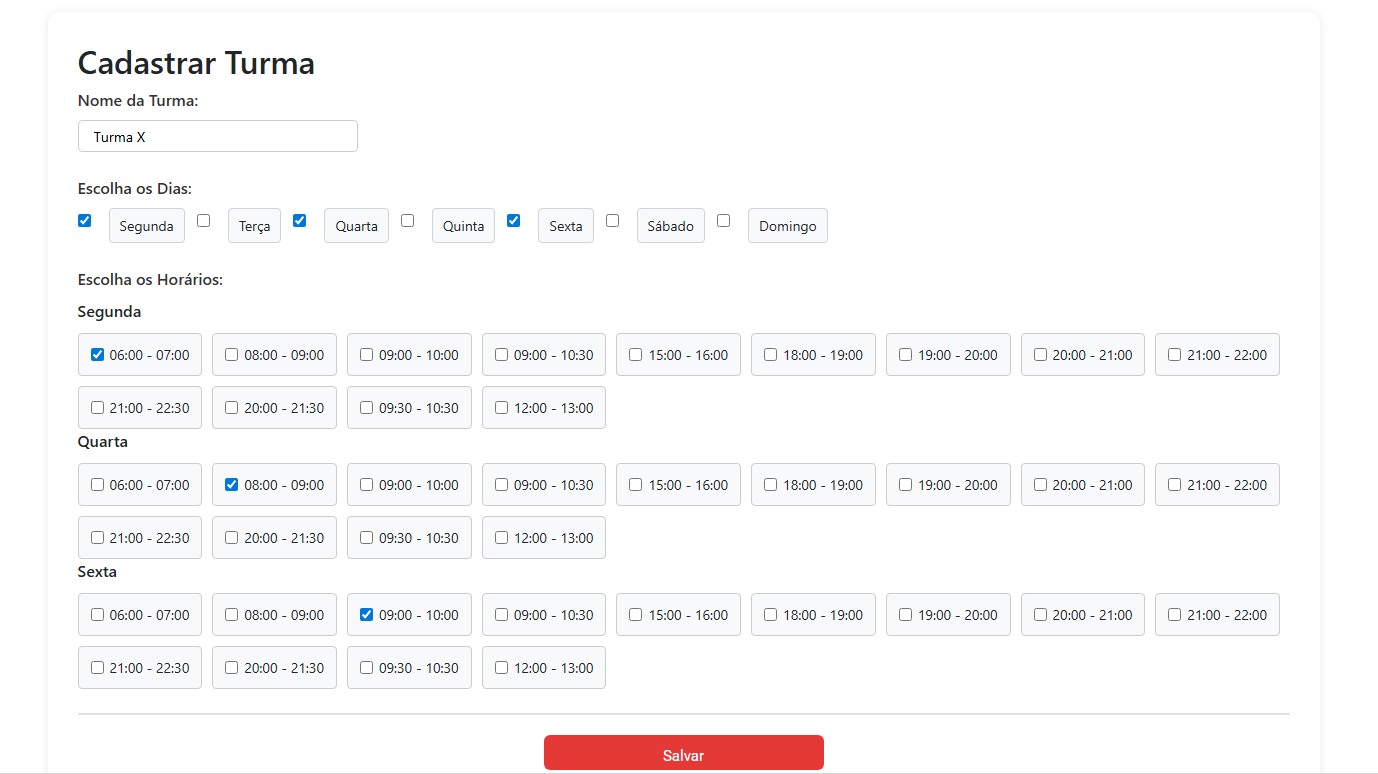 Cadastrar Turma
Nome da Turma:
Turma X
Escolha os Dias:
Segunda Terça Quarta Quinta Sexta Sábado Domingo
Escolha os Horários:
Segunda
06:00 - 07:00 08:00 - 09:00 09:00 - 10:00 09:00 - 10:30 15:00 - 16:00 18:00 - 19:00 19:00 - 20:00 20:00 - 21:00 21:00 - 22:00
21:00 - 22:30 20:00 - 21:30 09:30 - 10:30 12:00 - 13:00
Quarta
06:00 - 07:00 08:00 - 09:00 09:00 - 10:00 09:00 - 10:30 15:00 - 16:00 18:00 - 19:00 19:00 - 20:00 20:00 - 21:00 21:00 - 22:00
21:00 - 22:30 20:00 - 21:30 09:30 - 10:30 12:00 - 13:00
Sexta
06:00 - 07:00 08:00 - 09:00 09:00 - 10:00 09:00 - 10:30 15:00 - 16:00 18:00 - 19:00 19:00 - 20:00 20:00 - 21:00 21:00 - 22:00
21:00 - 22:30 20:00 - 21:30 09:30 - 10:30 12:00 - 13:00
Salvar